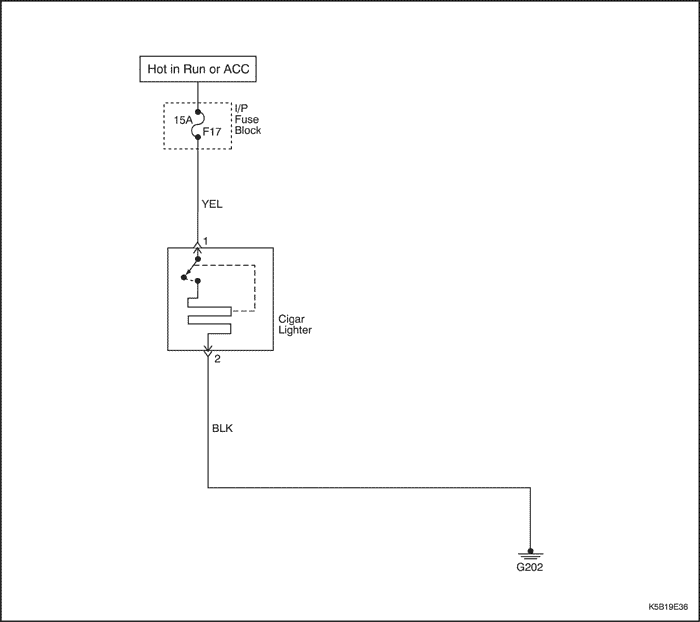 Hot in Run or ACC
I/P
Fuse
Block
15A
F17
YEL
1
Cigar
Lighter
2
BLK
G202
K5B19E36